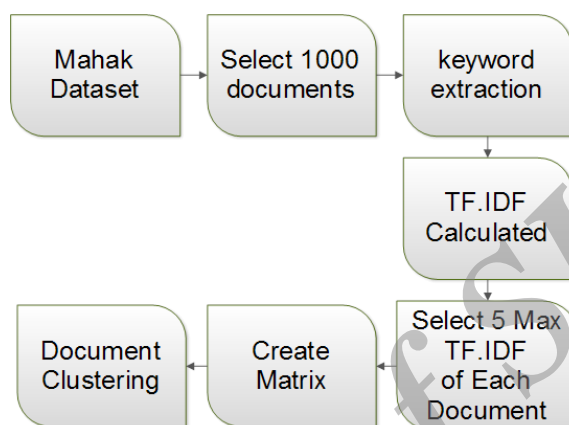 Mahak
Dataset
Select 1000
documents
keyword
extraction
TF.IDF
Calculated
Select 5 Max
TF.IDF
of Each
Document
Create
Matrix
Document
Clustering